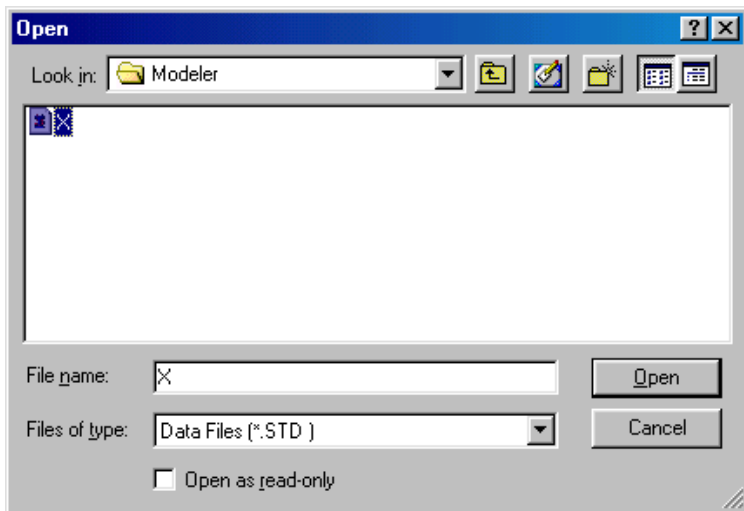 Open
Look in: Modeler
X
File name: X Open
Files of type: Data Files (*.STD ) Cancel
Open as read-only